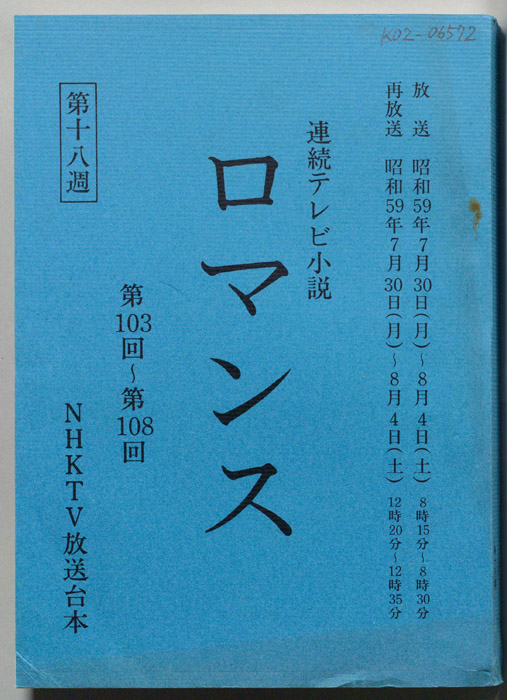 K02-06572
放送 昭和59年7月30日(月)~8月4日(土) 8時15分~8時30分
再放送 昭和59年7月30日(月)~8月4日(土) 12時20分~12時35分
連続テレビ小説
ロマンス
第103回~第108回
第十八週
NHKTV放送台本